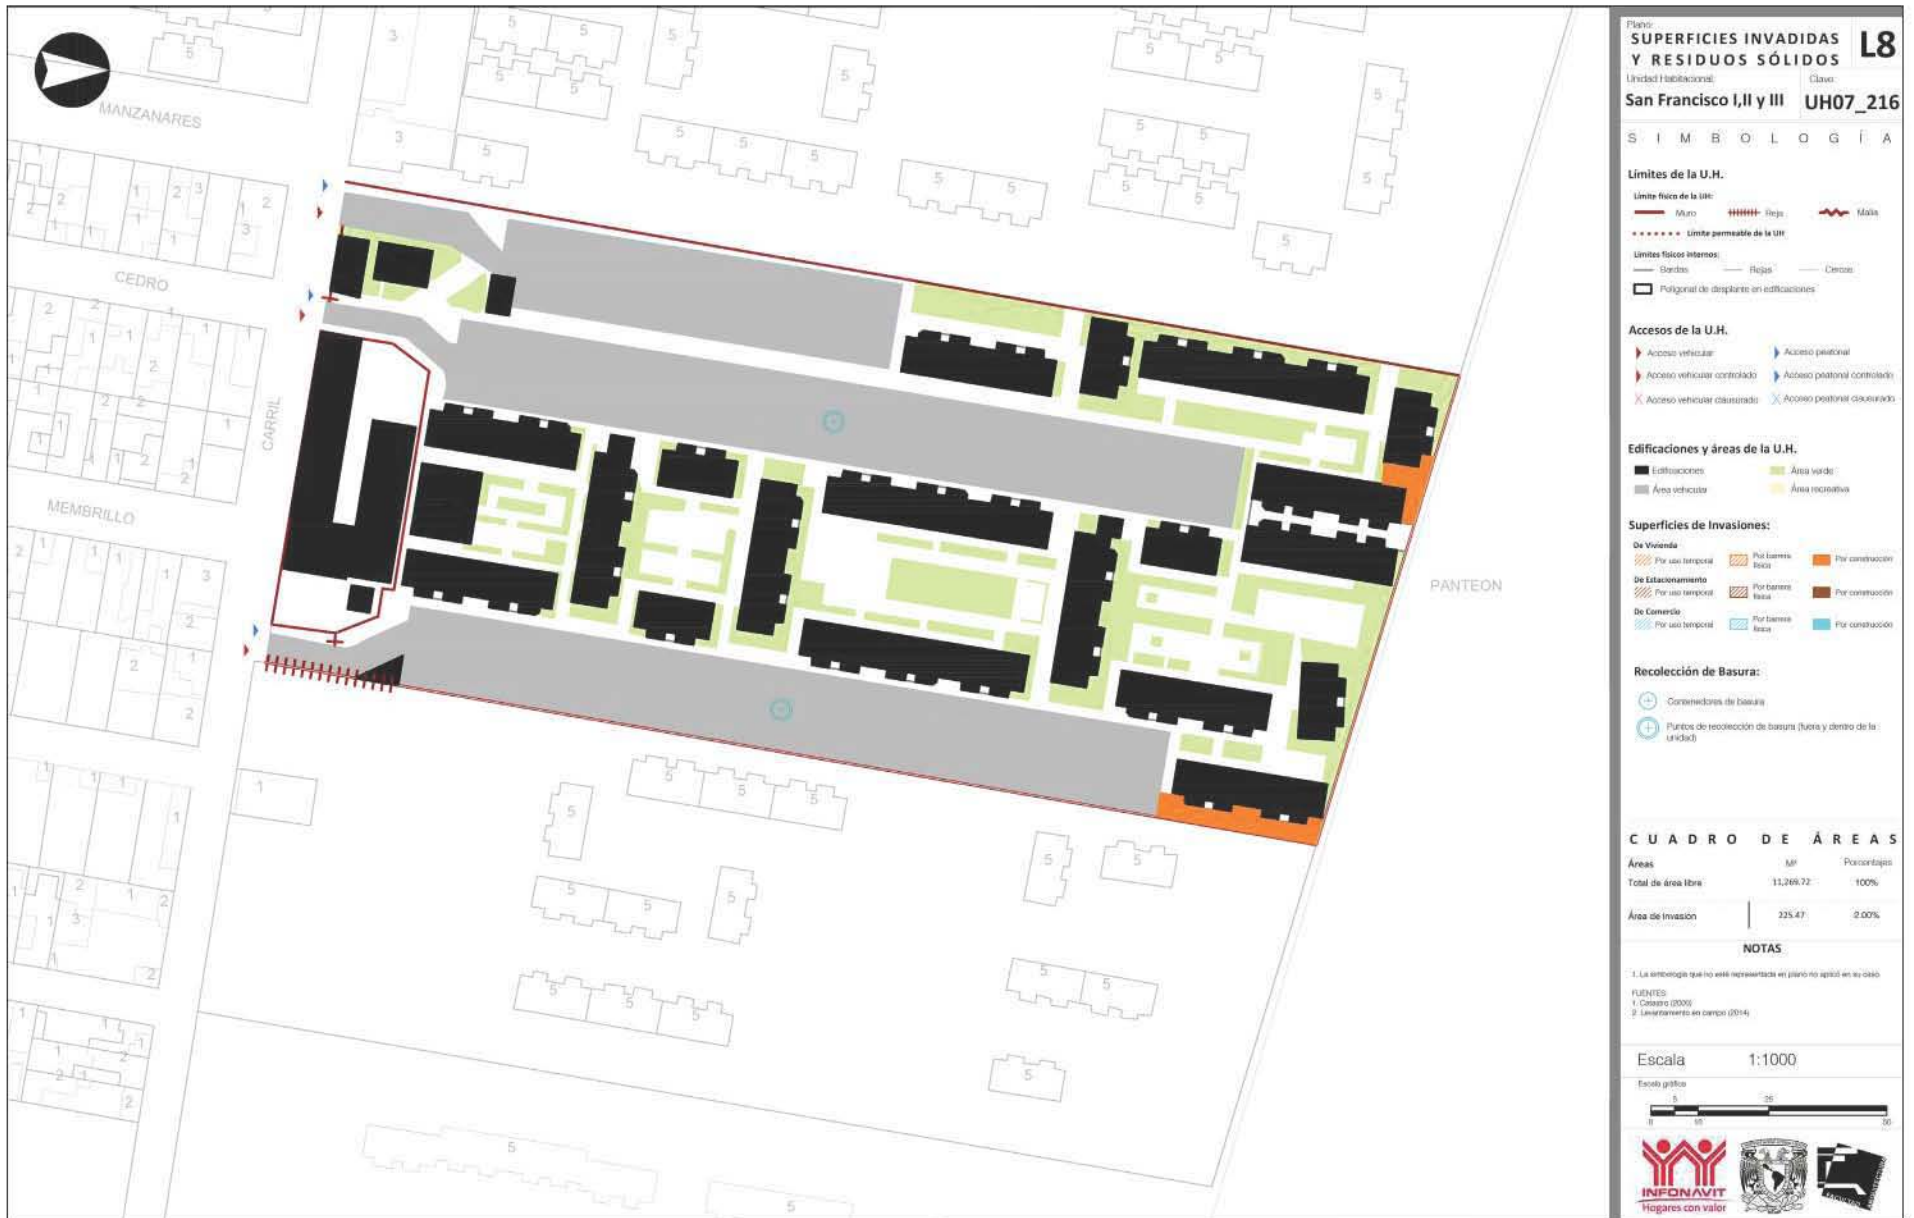 MANZANARES
CEDRO
CARRIL
MEMBRILLO
PANTEON
Plano:
SUPERFICIES INVADIDAS
Y RESIDUOS SÓLIDOS
L8
Unidad Habitacional:
Clave:
San Francisco I,II y III
UH07_216
SIMBOLOGÍA
Límites de la U.H.
Límite físico de la UH:
Muro
Reja
Malla
Límite permeable de la UH
Límites físicos internos:
Bardas
Rejas
Cercas
Poligonal de desplante en edificaciones
Accesos de la U.H.
Acceso vehicular
Acceso peatonal
Acceso vehicular controlado
Acceso peatonal controlado
Acceso vehicular clausurado
Acceso peatonal clausurado
Edificaciones y áreas de la U.H.
Edificaciones
Área verde
Área vehicular
Área recreativa
Superficies de Invasiones:
De Vivienda
Por uso temporal
Por barrera física
Por construcción
De Estacionamiento
Por uso temporal
Por barrera física
Por construcción
De Comercio
Por uso temporal
Por barrera física
Por construcción
Recolección de Basura:
Contenedores de basura
Puntos de recolección de basura (fuera y dentro de la
unidad)
CUADRO DE ÁREAS
Áreas
M²
Porcentajes
Total de área libre
11,269.72
100%
Área de invasión
225.47
2.00%
NOTAS
1. La simbología que no esté representada en plano no aplicó en su caso
FUENTES:
1. Catastro (2000)
2. Levantamiento en campo (2014)
Escala
1:1000
Escala gráfica
5
25
0
10
50
INFONAVIT
Hogares con valor